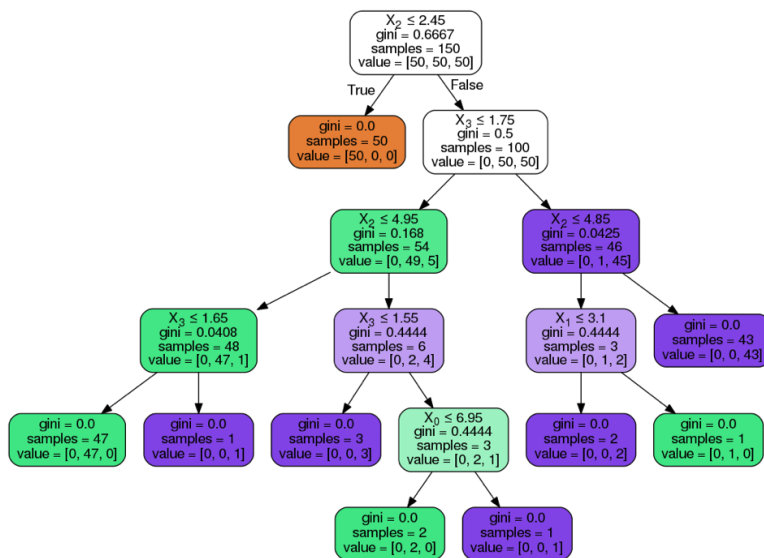 X₂ ≤ 2.45
gini = 0.6667
samples = 150
value = [50, 50, 50]
True
False
gini = 0.0
samples = 50
value = [50, 0, 0]
X₃ ≤ 1.75
gini = 0.5
samples = 100
value = [0, 50, 50]
X₂ ≤ 4.95
gini = 0.168
samples = 54
value = [0, 49, 5]
X₂ ≤ 4.85
gini = 0.0425
samples = 46
value = [0, 1, 45]
X₃ ≤ 1.65
gini = 0.0408
samples = 48
value = [0, 47, 1]
X₃ ≤ 1.55
gini = 0.4444
samples = 6
value = [0, 2, 4]
X₁ ≤ 3.1
gini = 0.4444
samples = 3
value = [0, 1, 2]
gini = 0.0
samples = 43
value = [0, 0, 43]
gini = 0.0
samples = 47
value = [0, 47, 0]
gini = 0.0
samples = 1
value = [0, 0, 1]
gini = 0.0
samples = 3
value = [0, 0, 3]
X₀ ≤ 6.95
gini = 0.4444
samples = 3
value = [0, 2, 1]
gini = 0.0
samples = 2
value = [0, 0, 2]
gini = 0.0
samples = 1
value = [0, 1, 0]
gini = 0.0
samples = 2
value = [0, 2, 0]
gini = 0.0
samples = 1
value = [0, 0, 1]